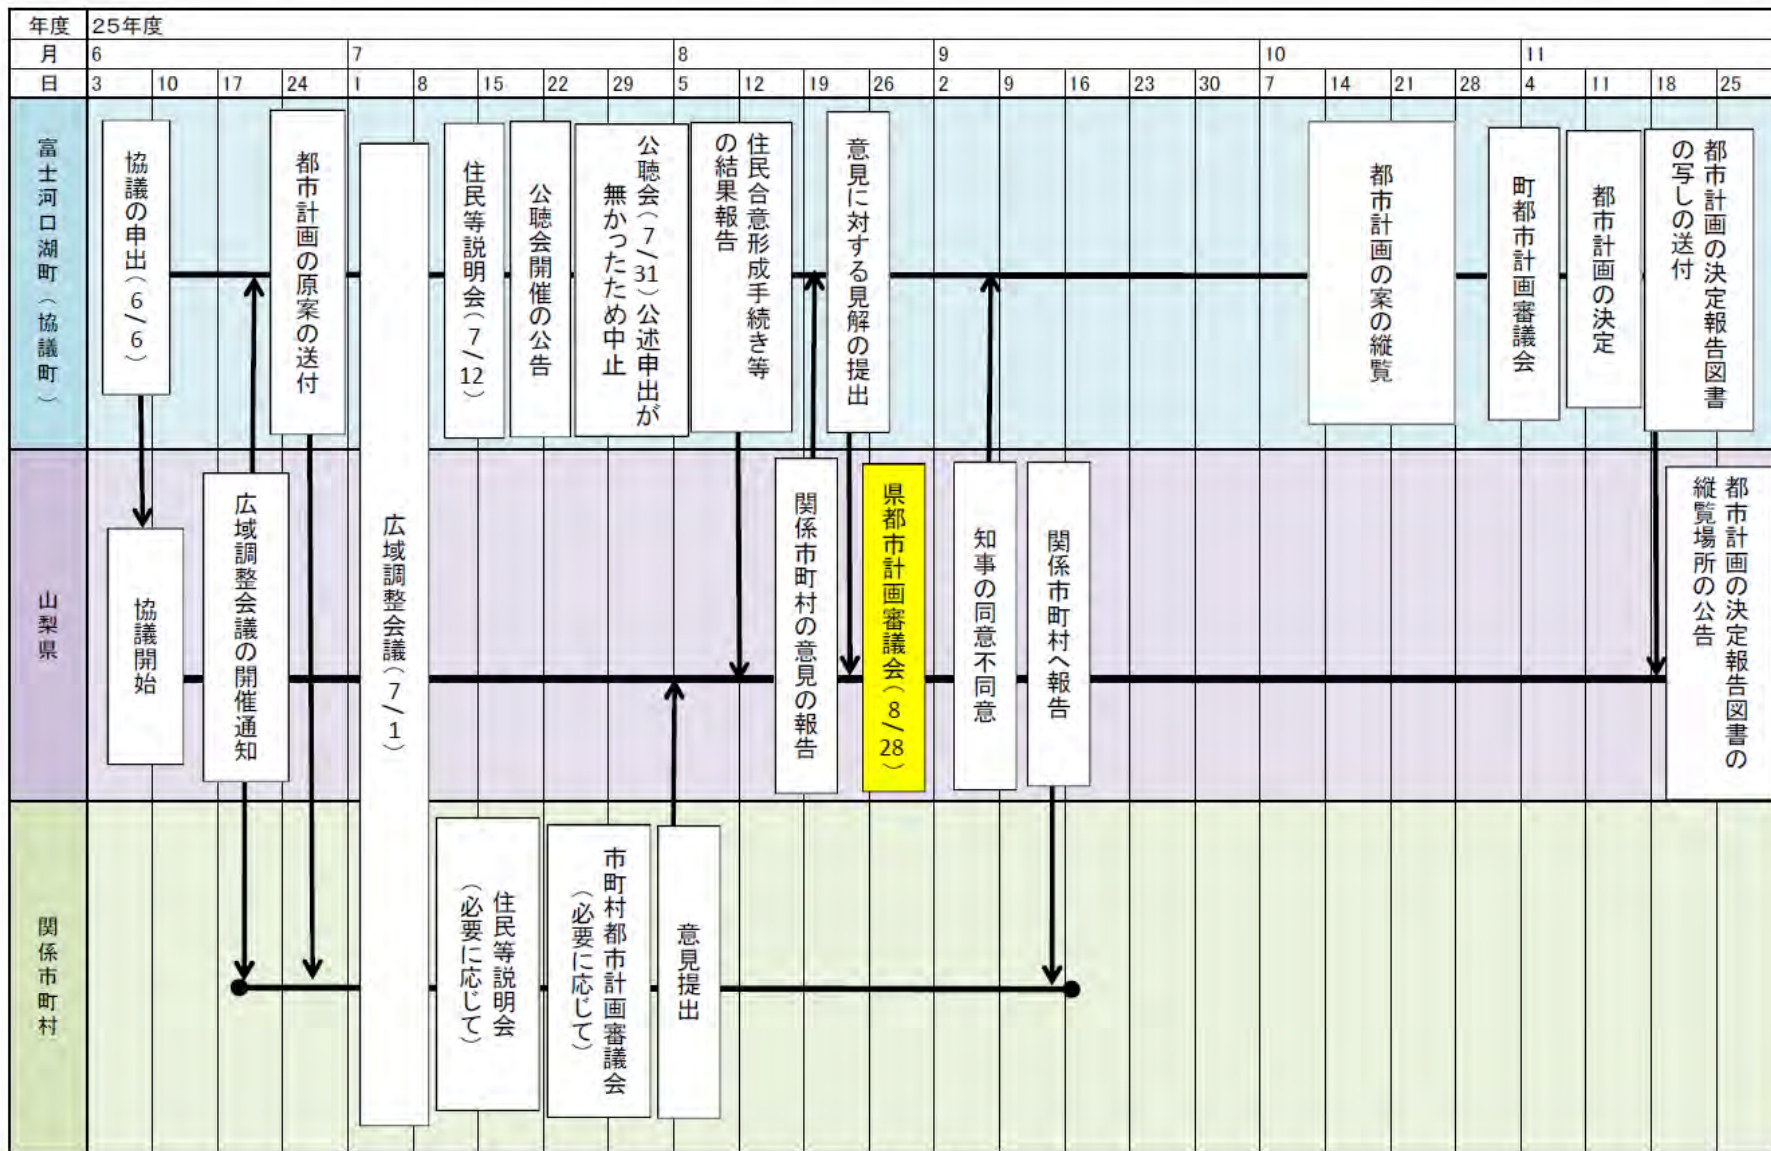 年度 25年度
月 6 7 8 9 10 11
日 3 10 17 24 1 8 15 22 29 5 12 19 26 2 9 16 23 30 7 14 21 28 4 11 18 25
富士河口湖町（協議町）
協議の申出（6/6）
都市計画の原案の送付
住民等説明会（7/12）
公聴会開催の公告
公聴会（7/31）公述申出が
無かったため中止
住民合意形成手続き等
の結果報告
意見に対する見解の提出
都市計画の案の縦覧
町都市計画審議会
都市計画の決定
都市計画の決定報告図書
の写しの送付
山梨県
協議開始
広域調整会議の開催通知
広域調整会議（7/1）
関係市町村の意見の報告
県都市計画審議会（8/28）
知事の同意不同意
関係市町村へ報告
都市計画の決定報告図書の
縦覧場所の公告
関係市町村
住民等説明会
（必要に応じて）
市町村都市計画審議会
（必要に応じて）
意見提出